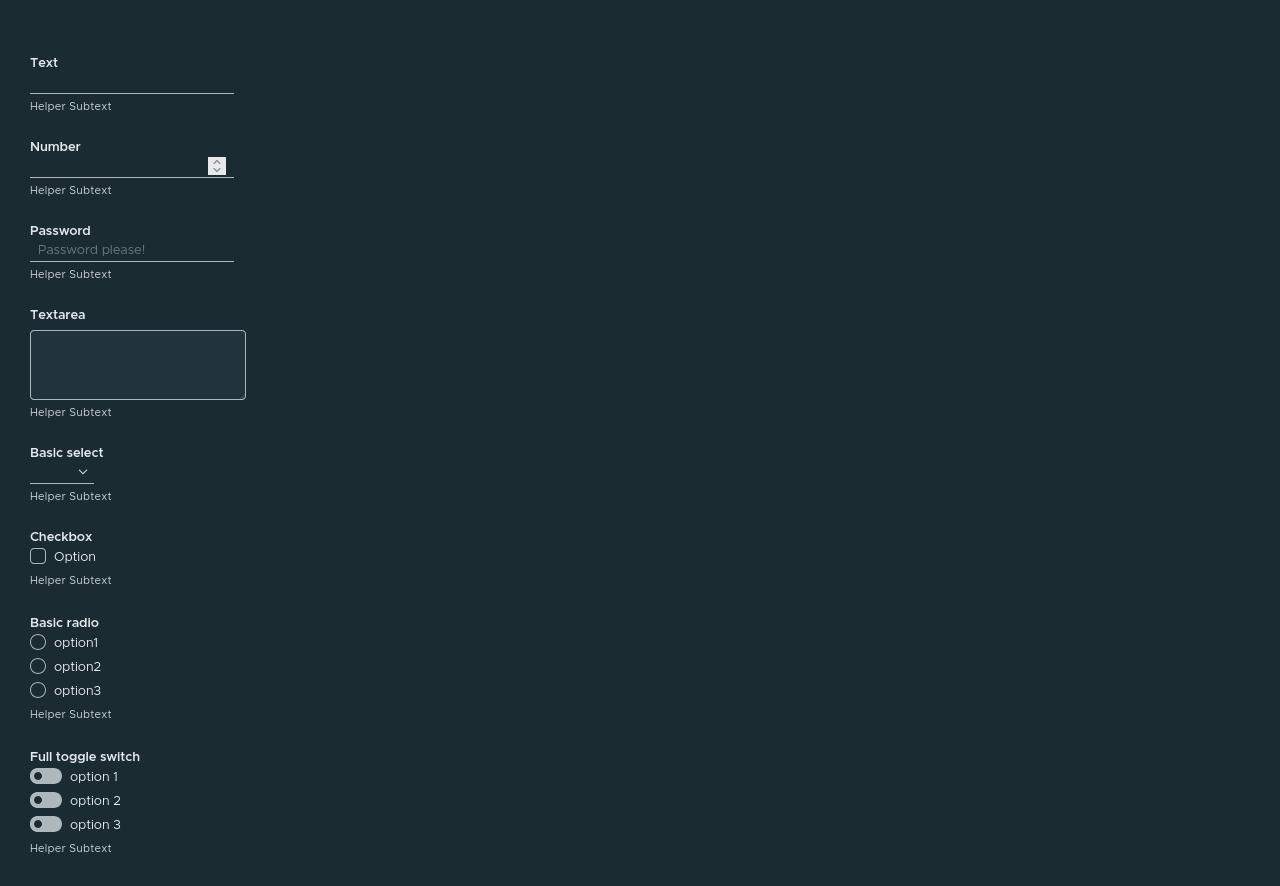 Text
Helper Subtext
Number
Helper Subtext
Password
Password please!
Helper Subtext
Textarea
Helper Subtext
Basic select
Helper Subtext
Checkbox
Option
Helper Subtext
Basic radio
option1
option2
option3
Helper Subtext
Full toggle switch
option 1
option 2
option 3
Helper Subtext